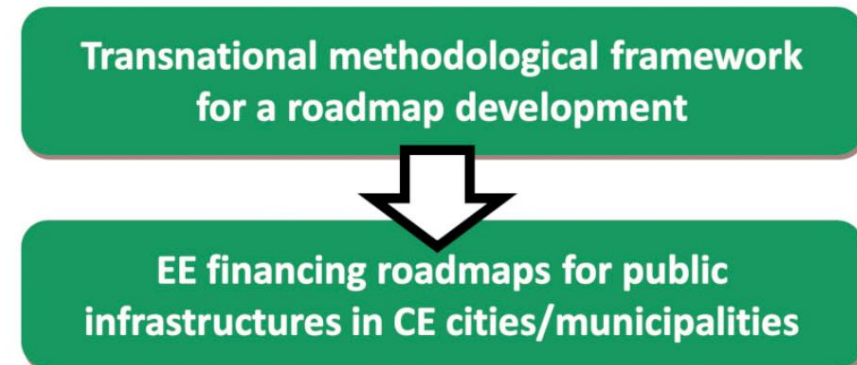 Transnational methodological framework
for a roadmap development
EE financing roadmaps for public
infrastructures in CE cities/municipalities